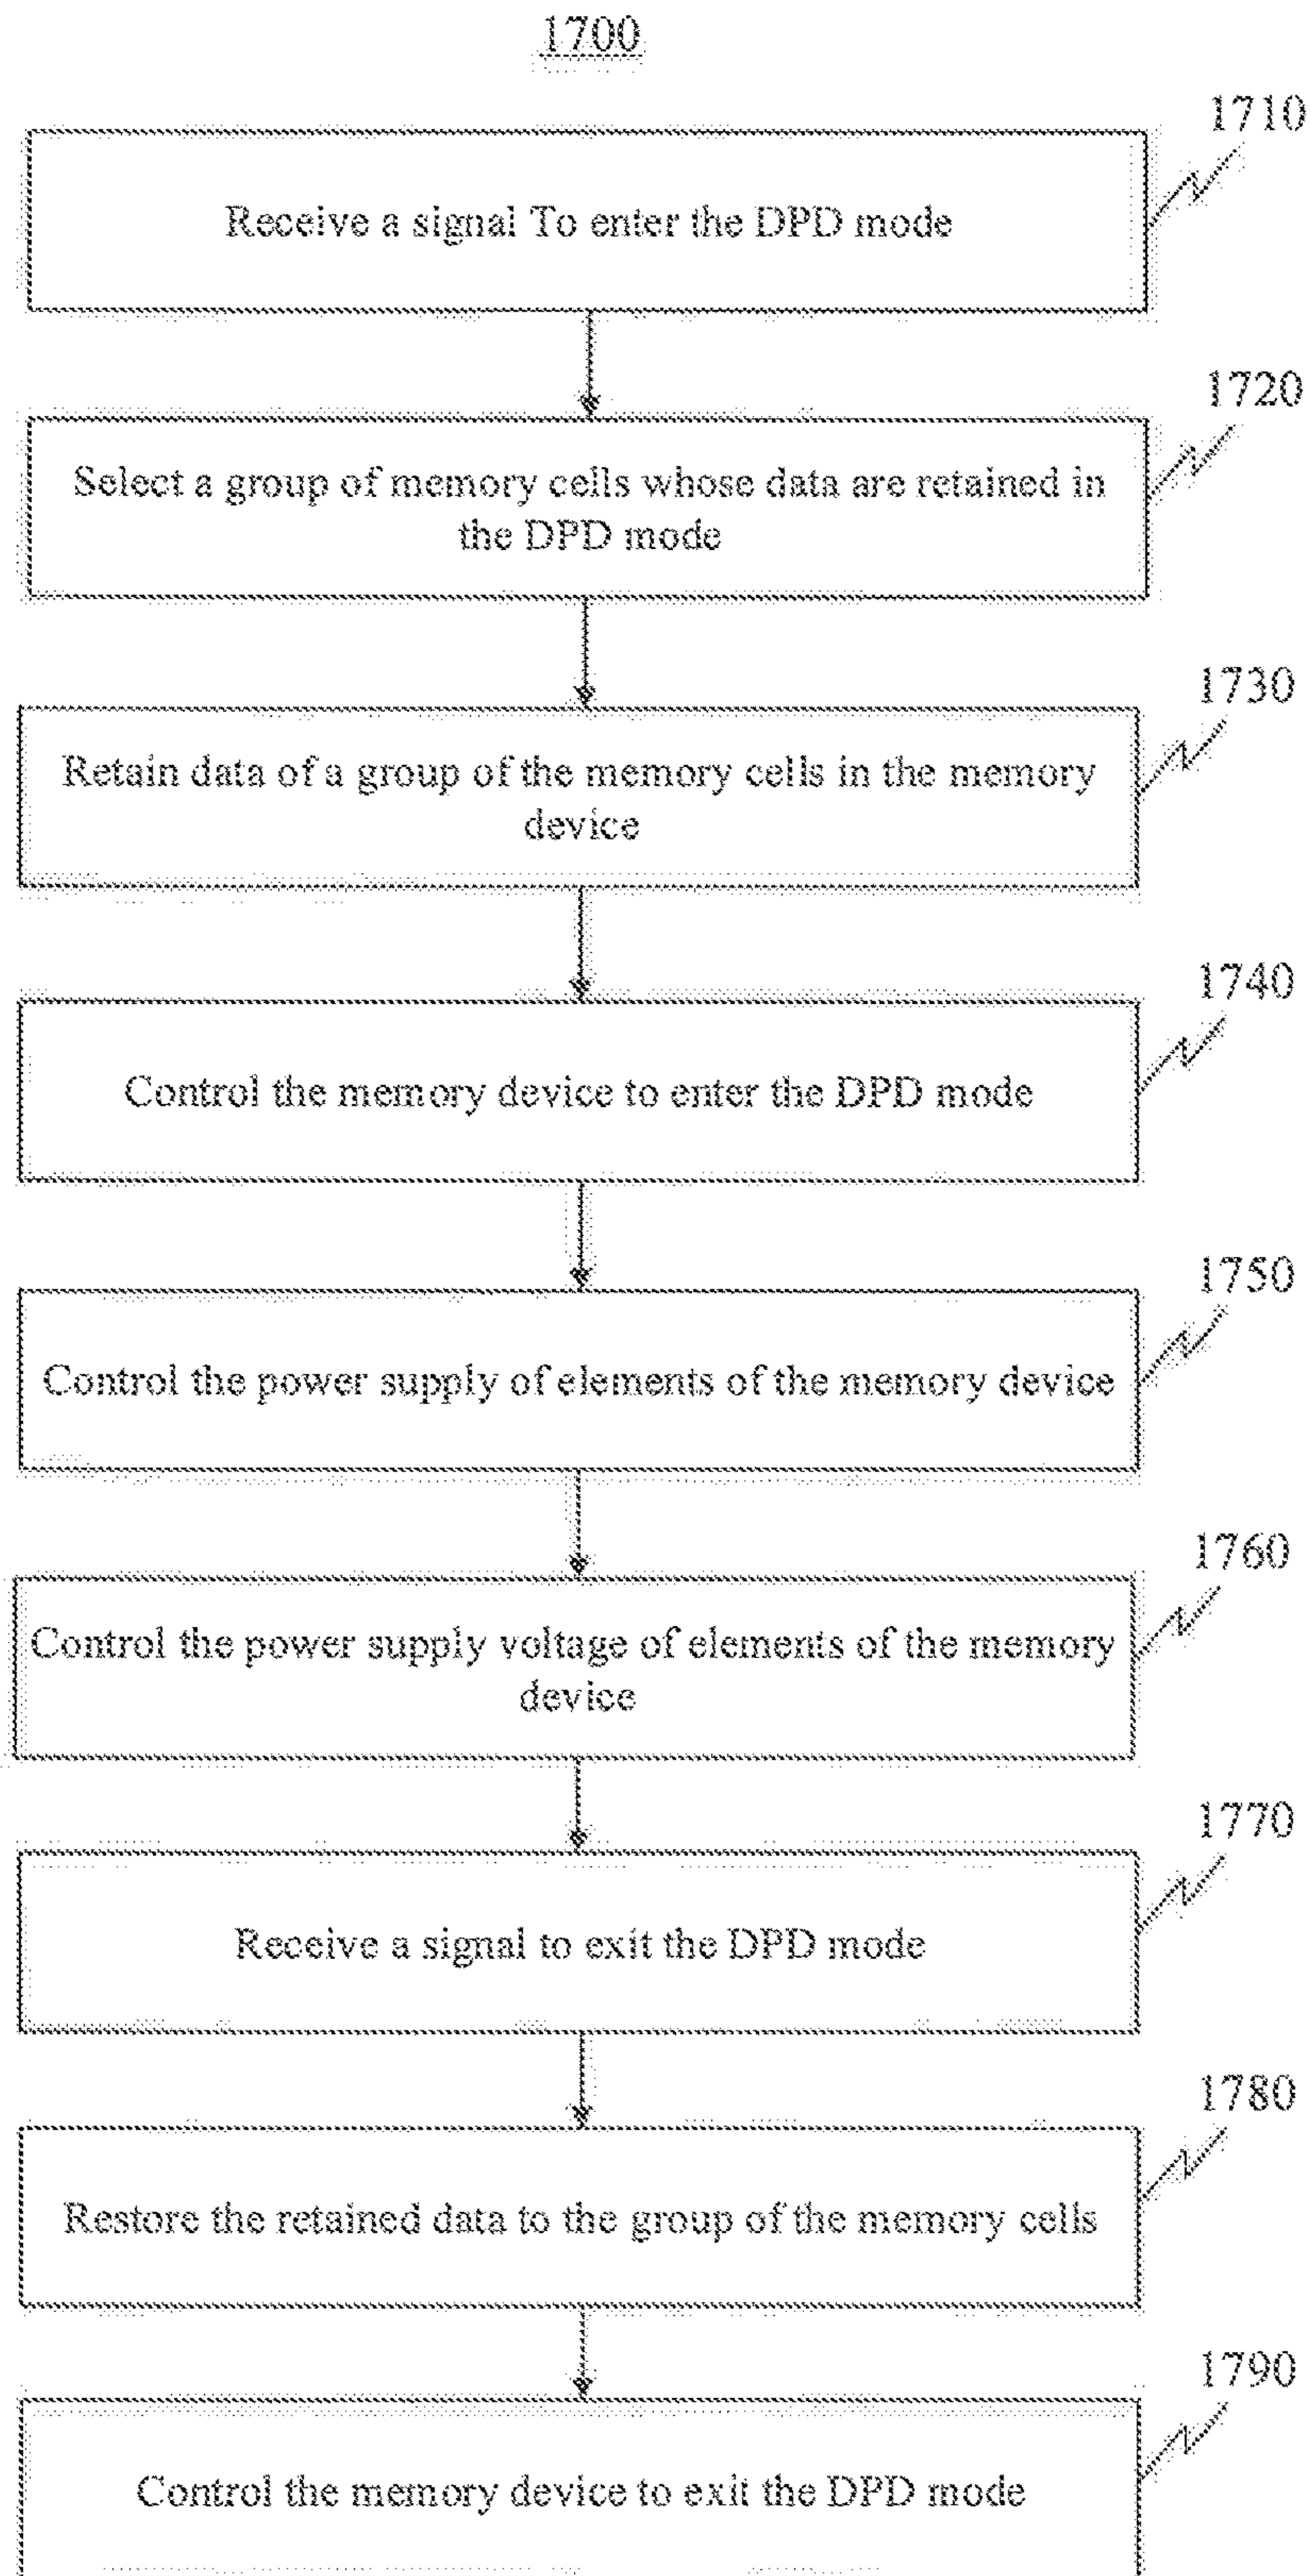 1700
1710
Receive a signal To enter the DPD mode
1720
Select a group of memory cells whose data are retained in
the DPD mode
1730
Retain data of a group of the memory cells in the memory
device
1740
Control the memory device to enter the DPD mode
1750
Control the power supply of elements of the memory device
1760
Control the power supply voltage of elements of the memory
device
1770
Receive a signal to exit the DPD mode
1780
Restore the retained data to the group of the memory cells
1790
Control the memory device to exit the DPD mode